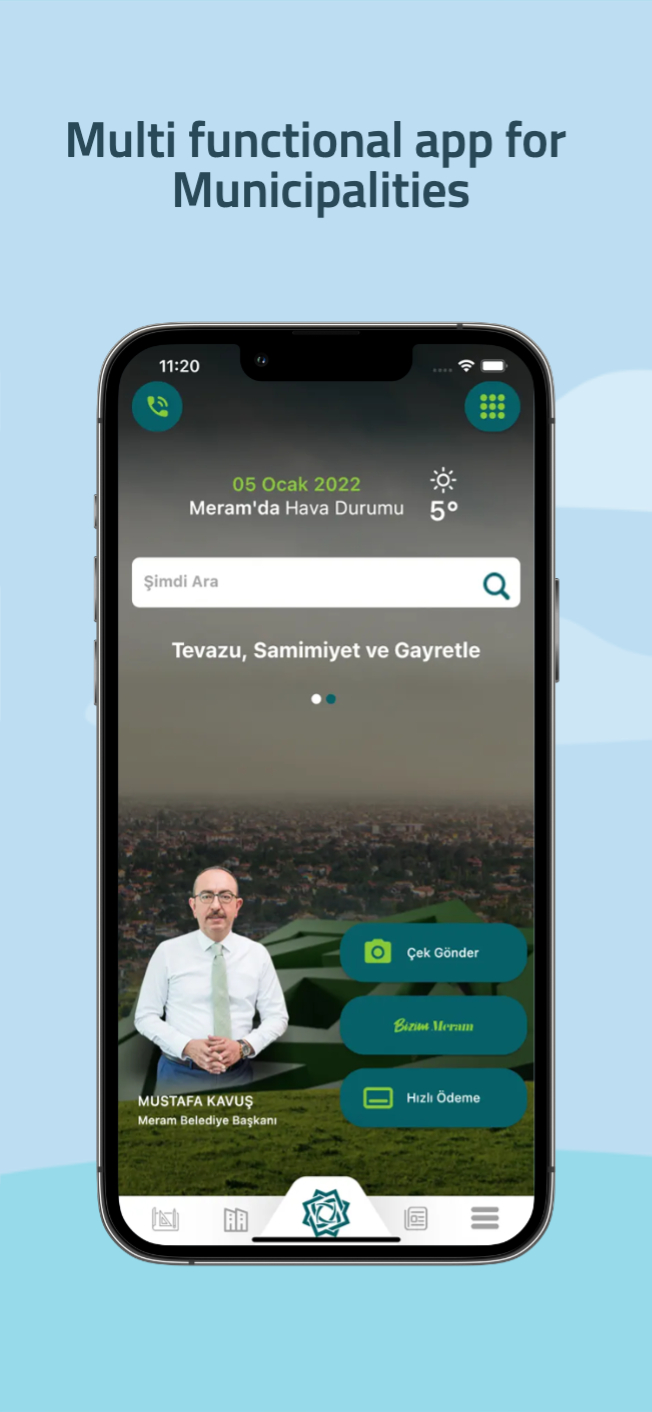 Multi functional app for
Municipalities
11:20
05 Ocak 2022
Meram'da Hava Durumu
5°
Şimdi Ara
Tevazu, Samimiyet ve Gayretle
Çek Gönder
Bizim Meram
MUSTAFA KAVUŞ
Meram Belediye Başkanı
Hızlı Ödeme